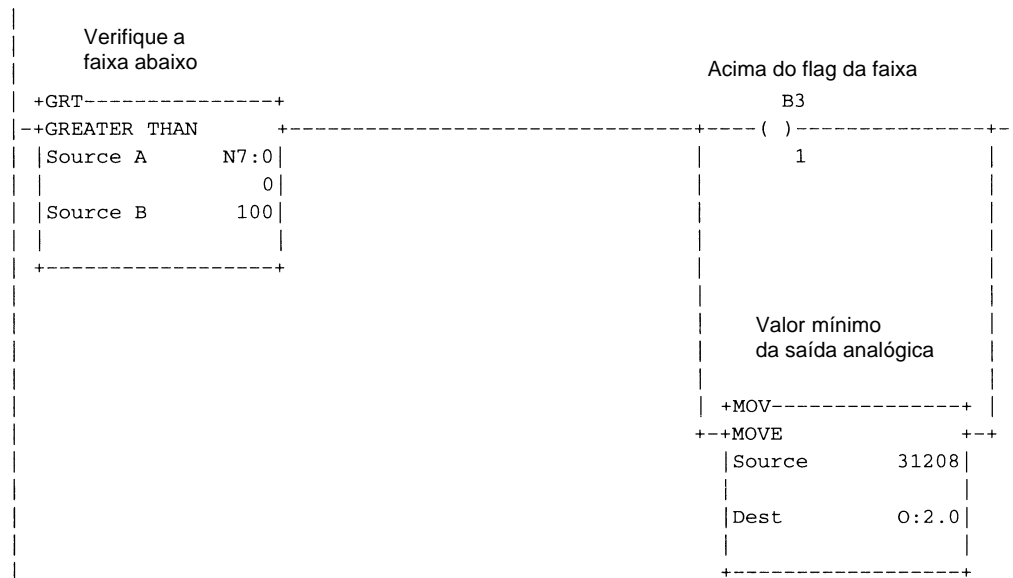 Verifique a
faixa abaixo
Acima do flag da faixa
+GRT---------------+
B3
-+GREATER THAN +-------------------------------+----( )---------------+-
|Source A N7:0|
1
| 0|
|Source B 100|
+------------------+
Valor mínimo
da saída analógica
+MOV---------------+
+-+MOVE +-+
|Source 31208|
|Dest O:2.0|
+------------------+